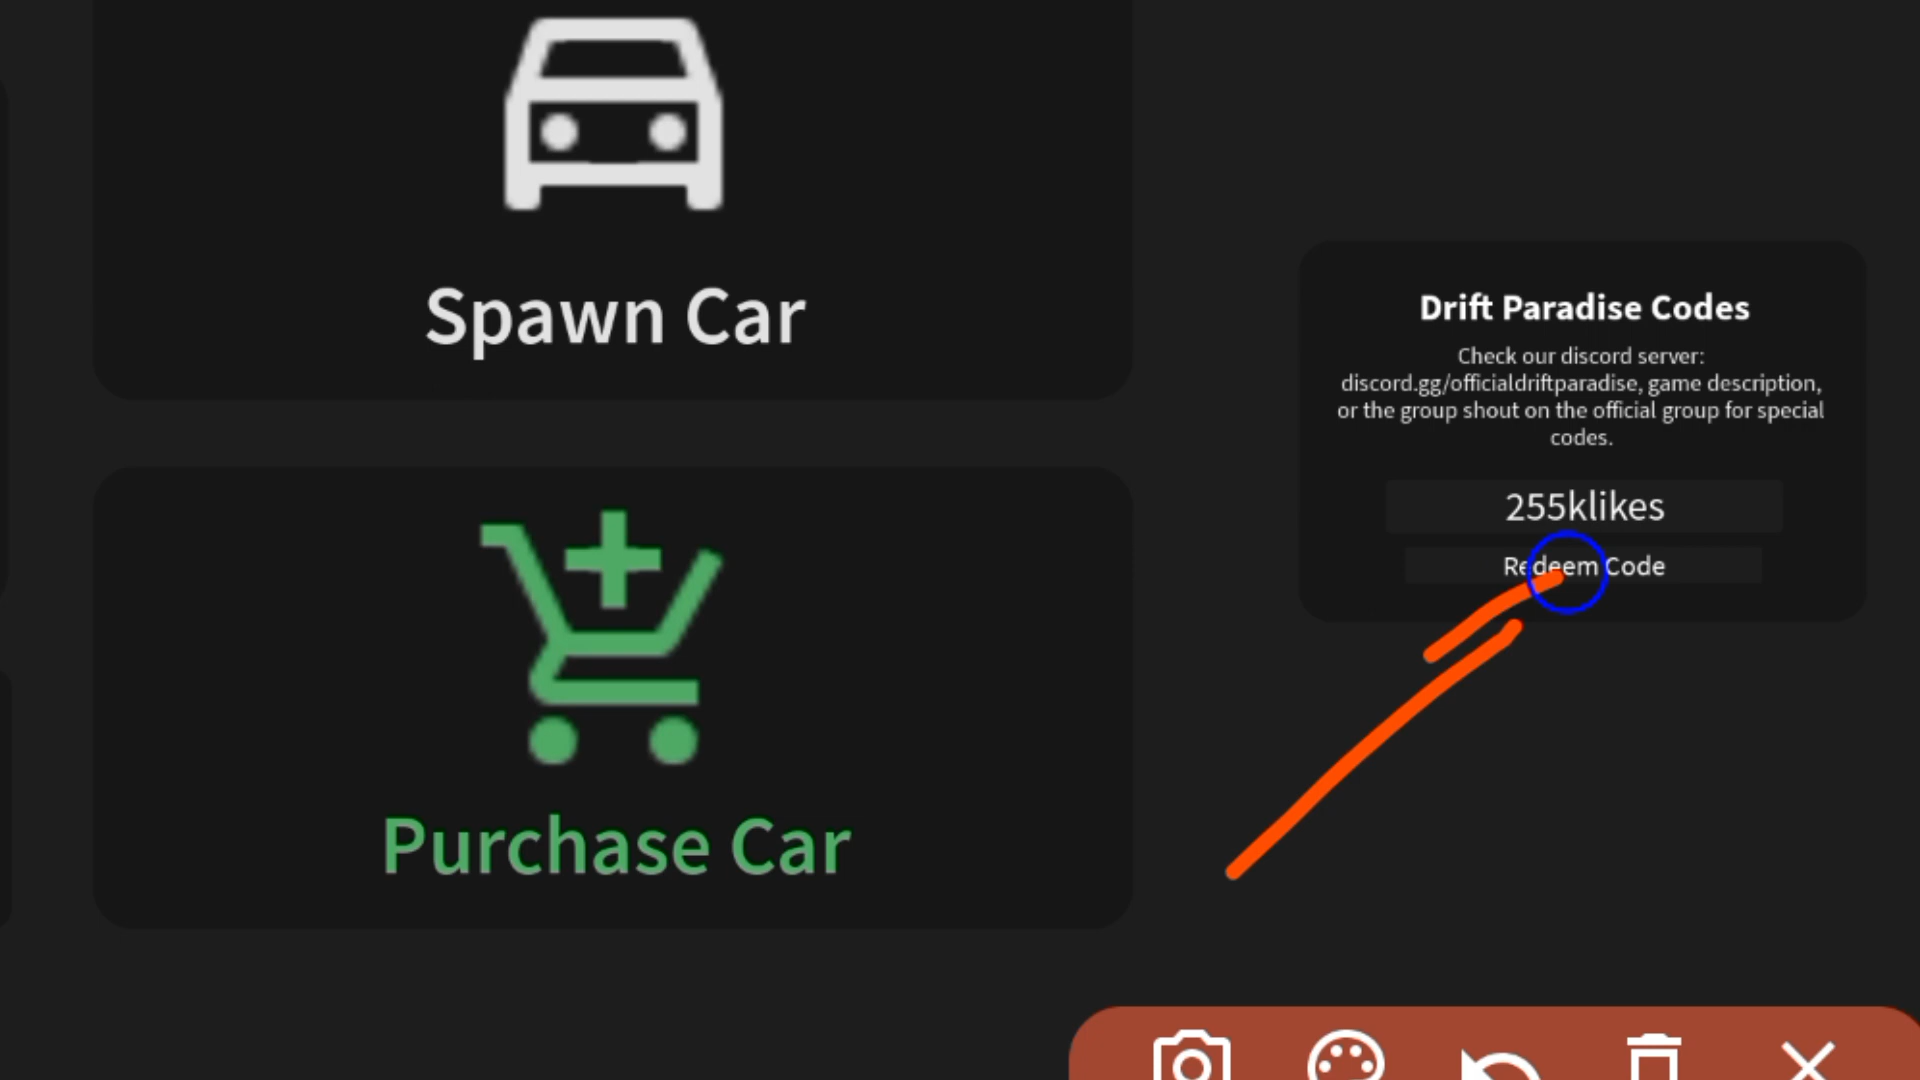 Spawn Car
Purchase Car
Drift Paradise Codes
Check our discord server:
discord.gg/officialdriftparadise, game description,
or the group shout on the official group for special
codes.
255klikes
Redeem Code